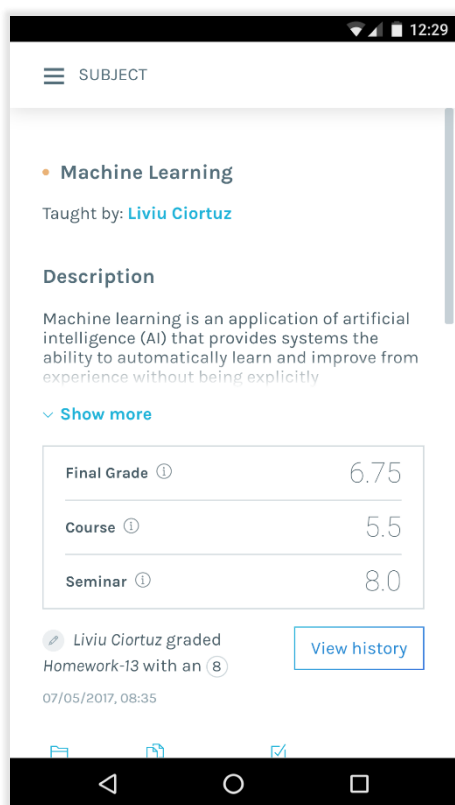 12:29
SUBJECT
Machine Learning
Taught by: Liviu Ciortuz
Description
Machine learning is an application of artificial
intelligence (AI) that provides systems the
ability to automatically learn and improve from
experience without being explicitly
Show more
Final Grade 6.75
Course 5.5
Seminar 8.0
Liviu Ciortuz graded
Homework-13 with an 8
View history
07/05/2017, 08:35